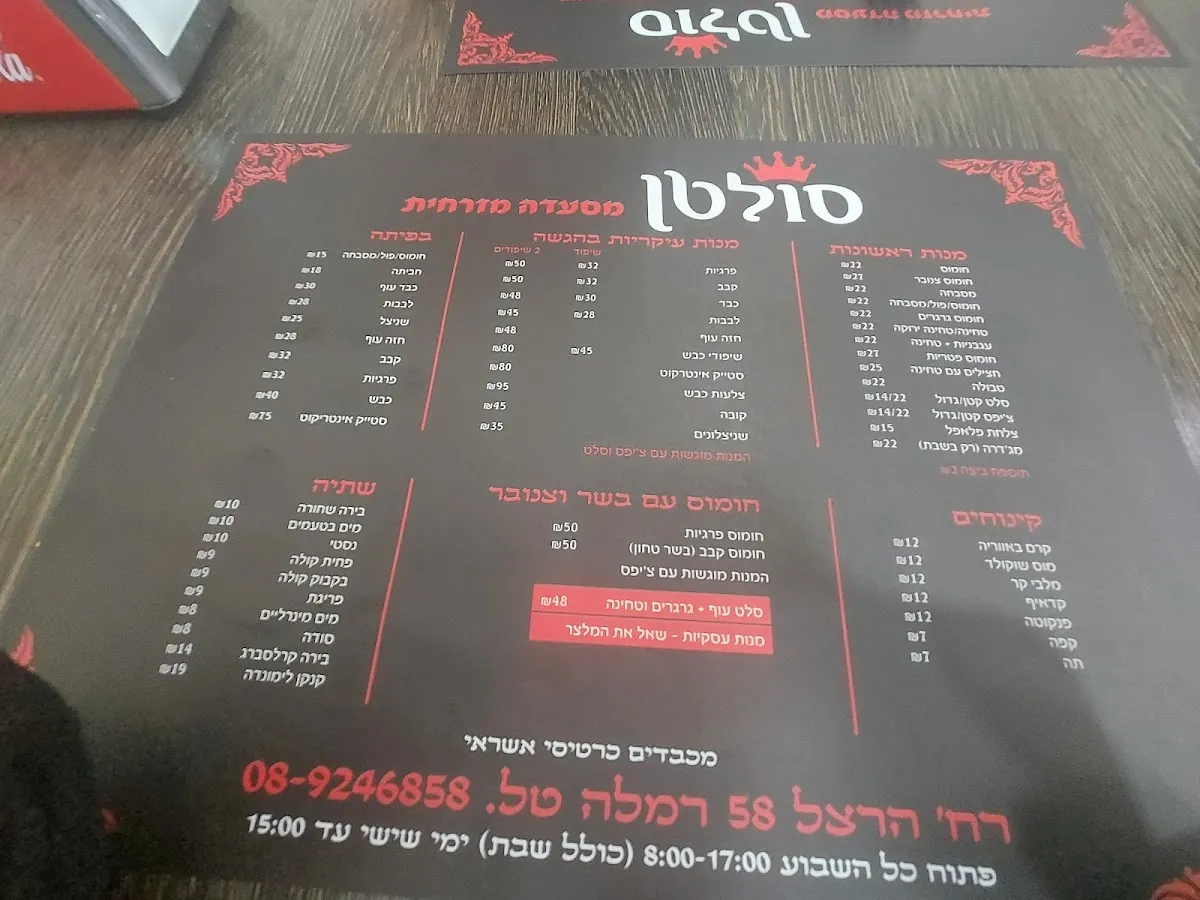 סולטן
סולטן מסעדה מזרחית
מנות ראשונות
חומוס ₪22
חומוס צנובר ₪27
מסבחה ₪22
חומוס/פול/מסבחה ₪22
חומוס גרגרים ₪22
טחינה/טחינה ירוקה ₪22
עגבניות + טחינה ₪22
חומוס פטריות ₪27
חצילים עם טחינה ₪25
טבולה ₪22
סלט קטן/גדול ₪14/22
צ'יפס קטן/גדול ₪14/22
צלחת פלאפל ₪15
מג'דרה (רק בשבת) ₪22
תוספת ביצה ₪2
מנות עיקריות בהגשה
שיפוד 2 שיפודים
פרגיות ₪32 ₪50
קבב ₪32 ₪50
כבד ₪30 ₪48
לבבות ₪28 ₪45
חזה עוף ₪48
שיפודי כבש ₪45 ₪80
סטייק אינטרקוט ₪80
צלעות כבש ₪95
קובה ₪45
שניצלונים ₪35
המנות מוגשות עם צ'יפס וסלט
בפיתה
חומוס/פול/מסבחה ₪15
חביתה ₪18
כבד עוף ₪30
לבבות ₪28
שניצל ₪25
חזה עוף ₪28
קבב ₪32
פרגיות ₪32
כבש ₪40
סטייק אינטריקוט ₪75
קינוחים
קרם באווריה ₪12
מוס שוקולד ₪12
מלבי קר ₪12
קדאיף ₪12
פנקוטה ₪12
קפה ₪7
תה ₪7
חומוס עם בשר וצנובר
חומוס פרגיות ₪50
חומוס קבב (בשר טחון) ₪50
המנות מוגשות עם צ'יפס
סלט עוף + גרגרים וטחינה ₪48
מנות עסקיות - שאל את המלצר
שתיה
בירה שחורה ₪10
מים בטעמים ₪10
נסטי ₪10
פחית קולה ₪9
בקבוק קולה ₪9
פריגת ₪9
מים מינרליים ₪8
סודה ₪8
בירה קרלסברג ₪14
קנקן לימונדה ₪19
מכבדים כרטיסי אשראי
רח' הרצל 58 רמלה טל. 08-9246858
פתוח כל השבוע 8:00-17:00 (כולל שבת) ימי שישי עד 15:00